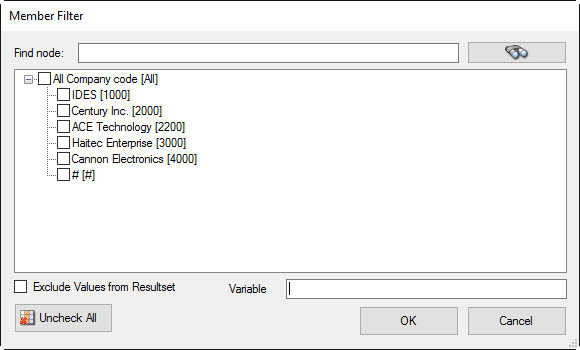 Member Filter
Find node:
All Company code [All]
IDES [1000]
Century Inc. [2000]
ACE Technology [2200]
Haitec Enterprise [3000]
Cannon Electronics [4000]
# [#]
Exclude Values from Resultset Variable
Uncheck All OK Cancel